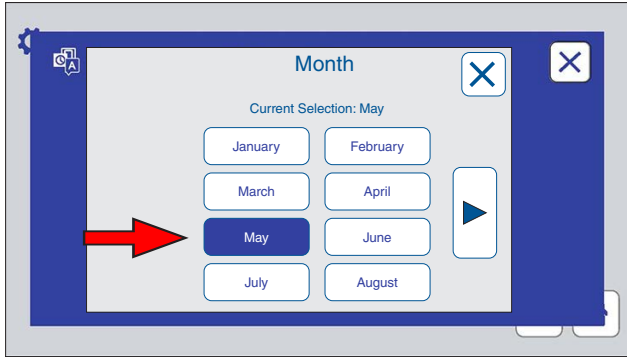 A
Month
Current Selection: May
January February
March April
May June
July August